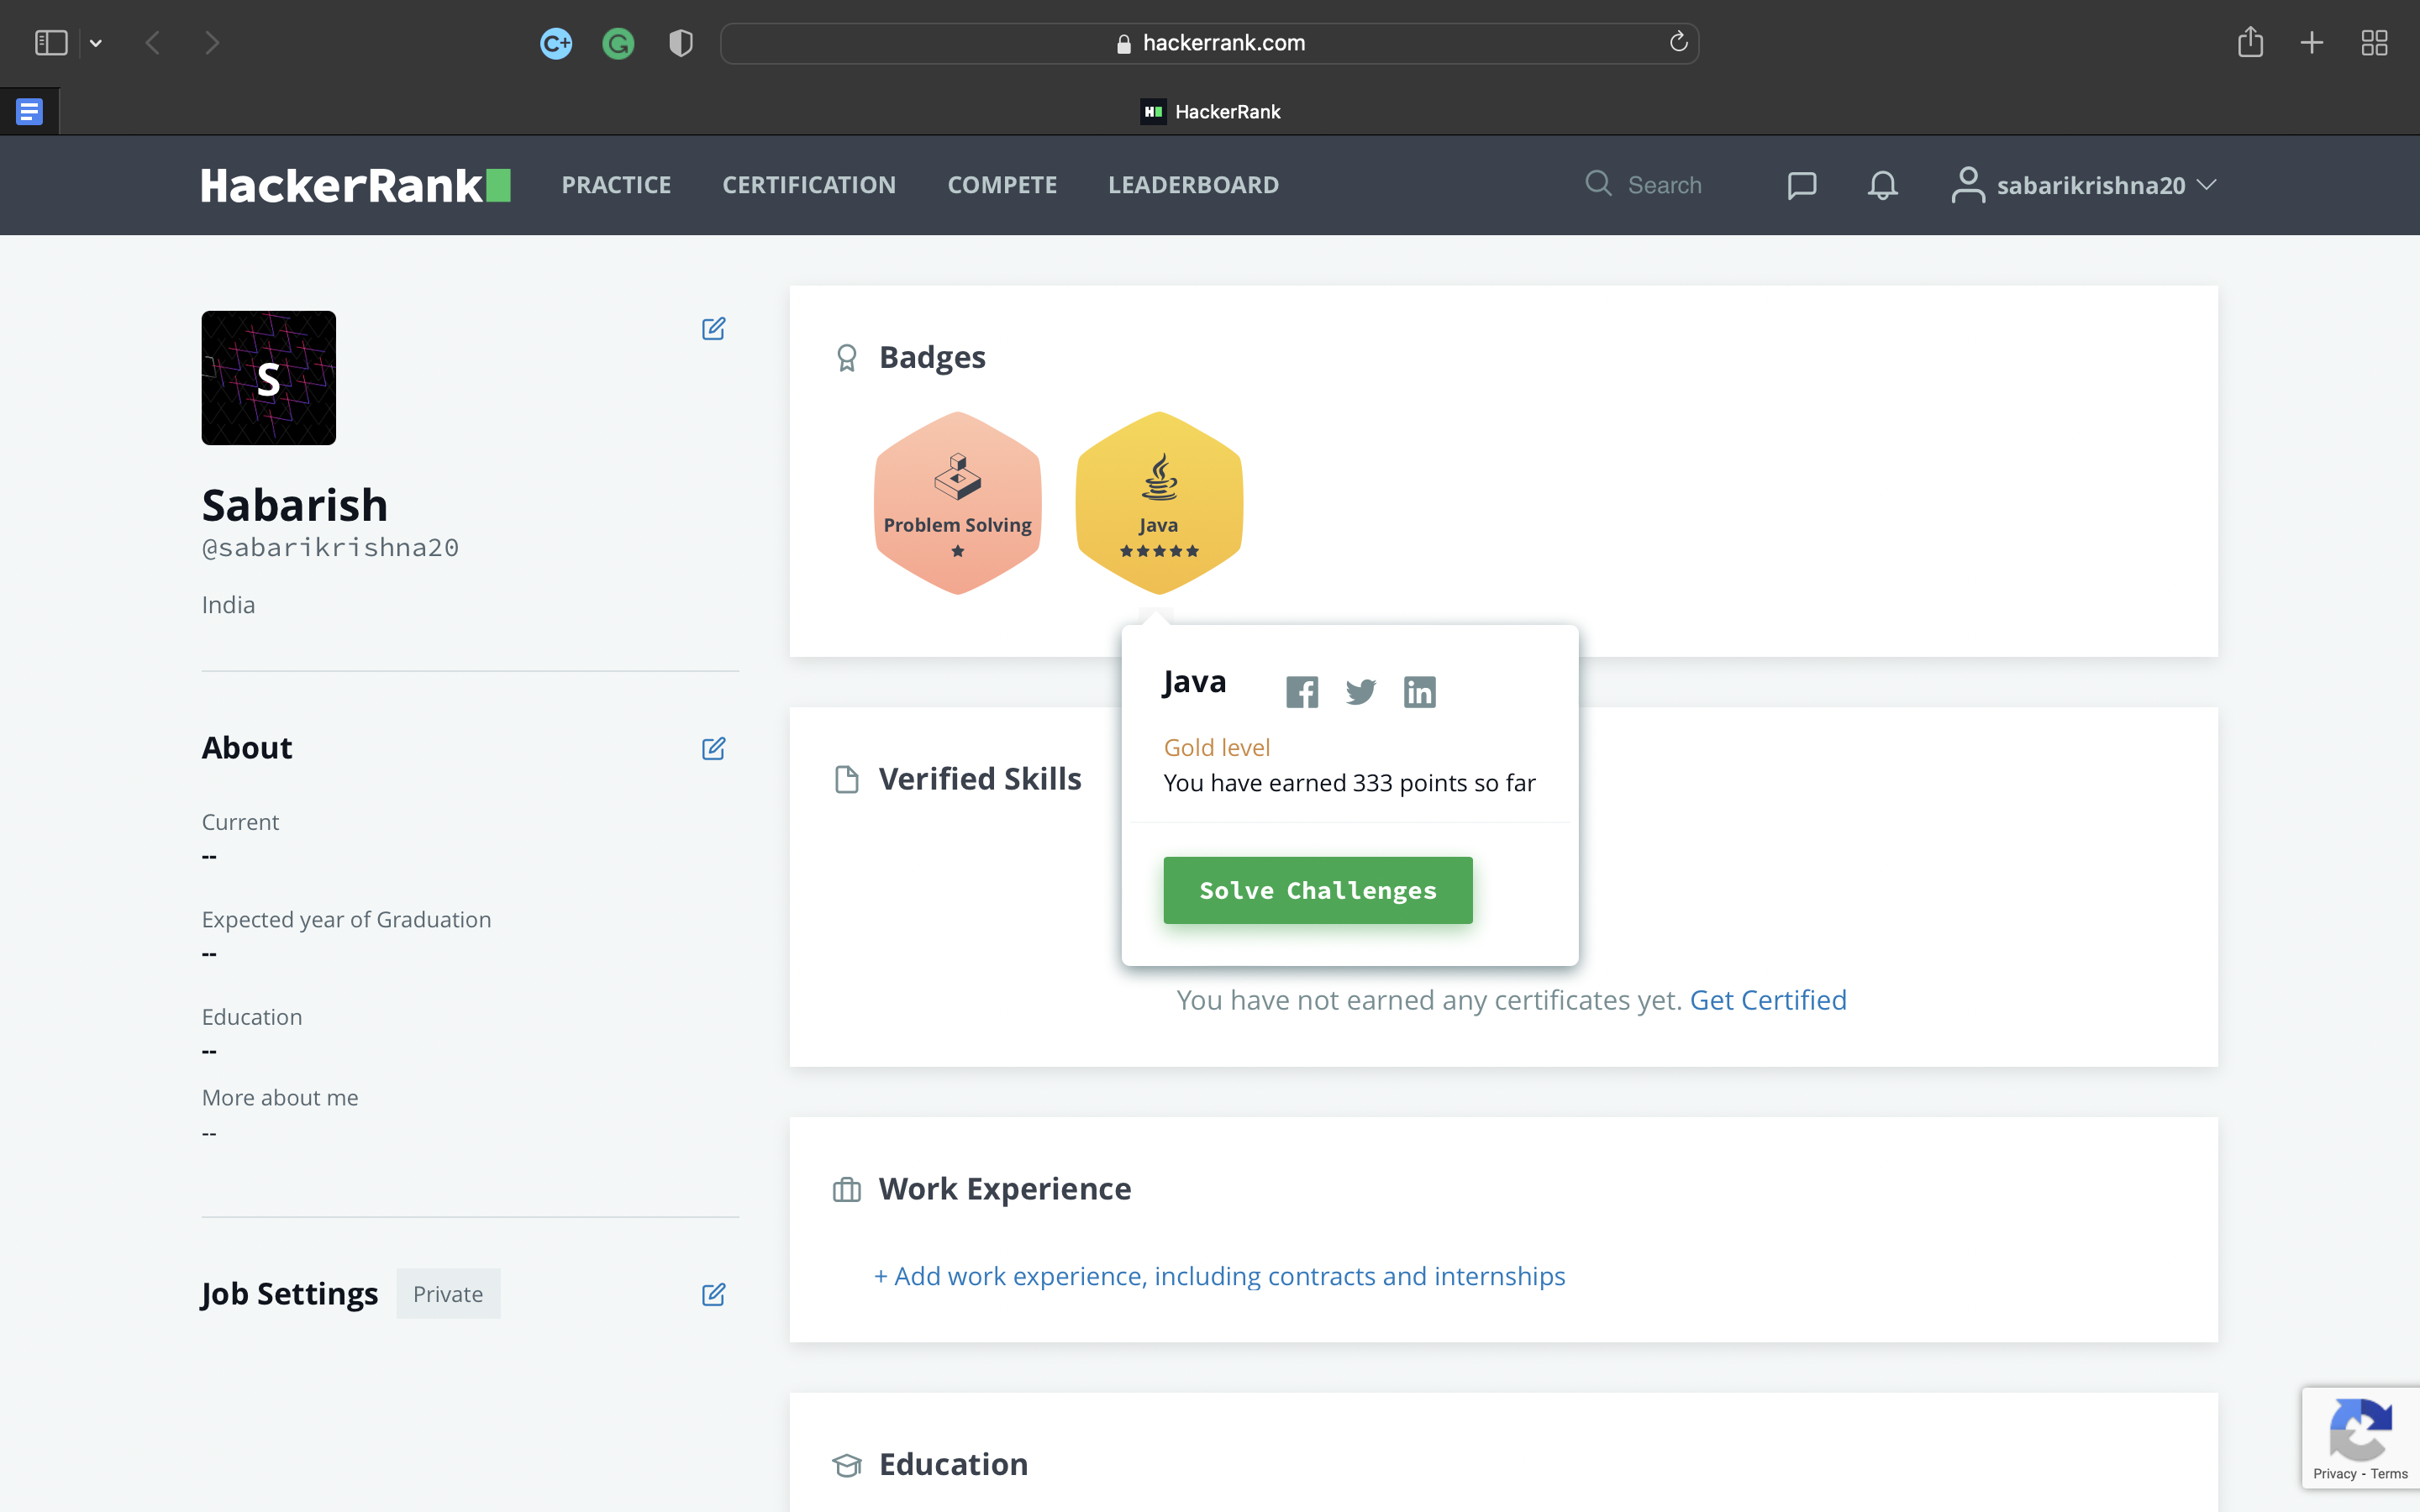 hackerrank.com
HackerRank
HackerRank
PRACTICE
CERTIFICATION
COMPETE
LEADERBOARD
Search
sabarikrishna20
S
Sabarish
@sabarikrishna20
India
About
Current
--
Expected year of Graduation
--
Education
--
More about me
--
Job Settings
Private
Badges
Problem Solving
Java
Java
Gold level
You have earned 333 points so far
Solve Challenges
Verified Skills
You have not earned any certificates yet. Get Certified
Work Experience
+ Add work experience, including contracts and internships
Education
Privacy - Terms